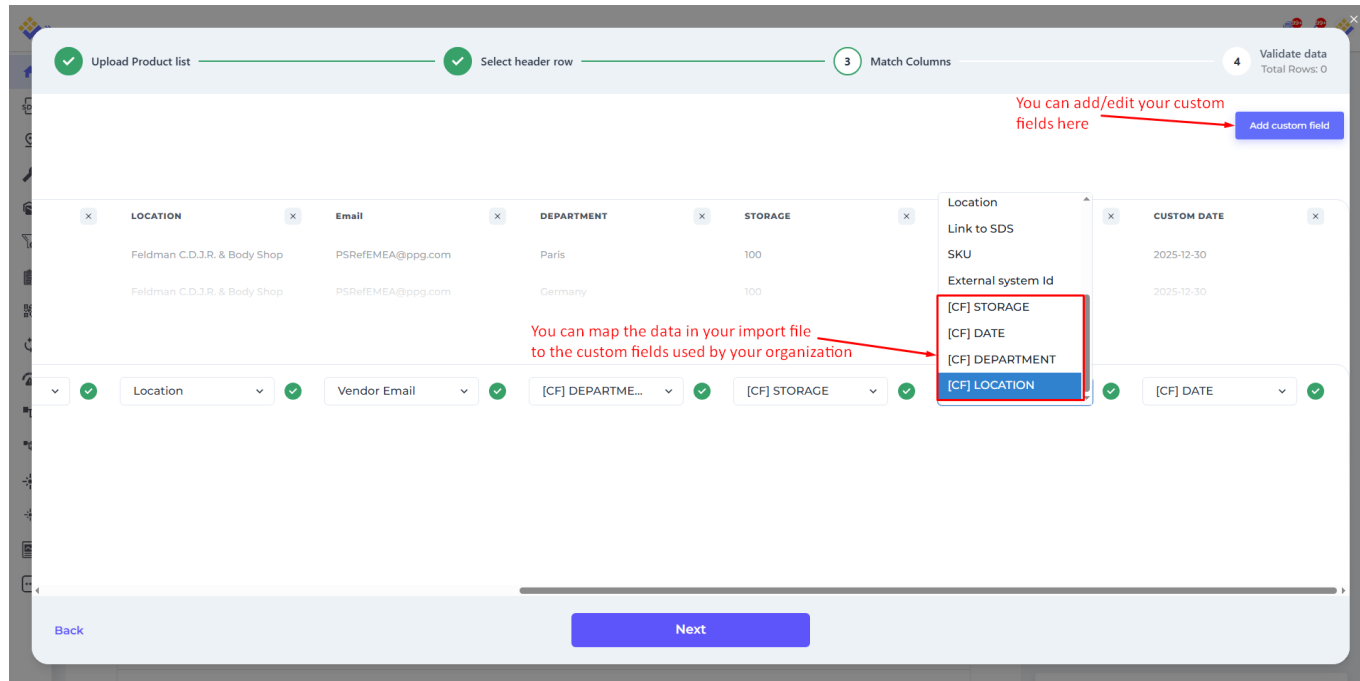 99+
99+
Upload Product list
Select header row
3
Match Columns
4
Validate data
Total Rows: 0
You can add/edit your custom
fields here
Add custom field
LOCATION
Email
DEPARTMENT
STORAGE
CUSTOM DATE
Feldman C.D.J.R. & Body Shop
PSRefEMEA@ppg.com
Paris
100
2025-12-30
Feldman C.D.J.R. & Body Shop
PSRefEMEA@ppg.com
Germany
100
2025-12-30
Location
Link to SDS
SKU
External system Id
[CF] STORAGE
[CF] DATE
[CF] DEPARTMENT
[CF] LOCATION
You can map the data in your import file
to the custom fields used by your organization
Location
Vendor Email
[CF] DEPARTME...
[CF] STORAGE
[CF] DATE
Back
Next